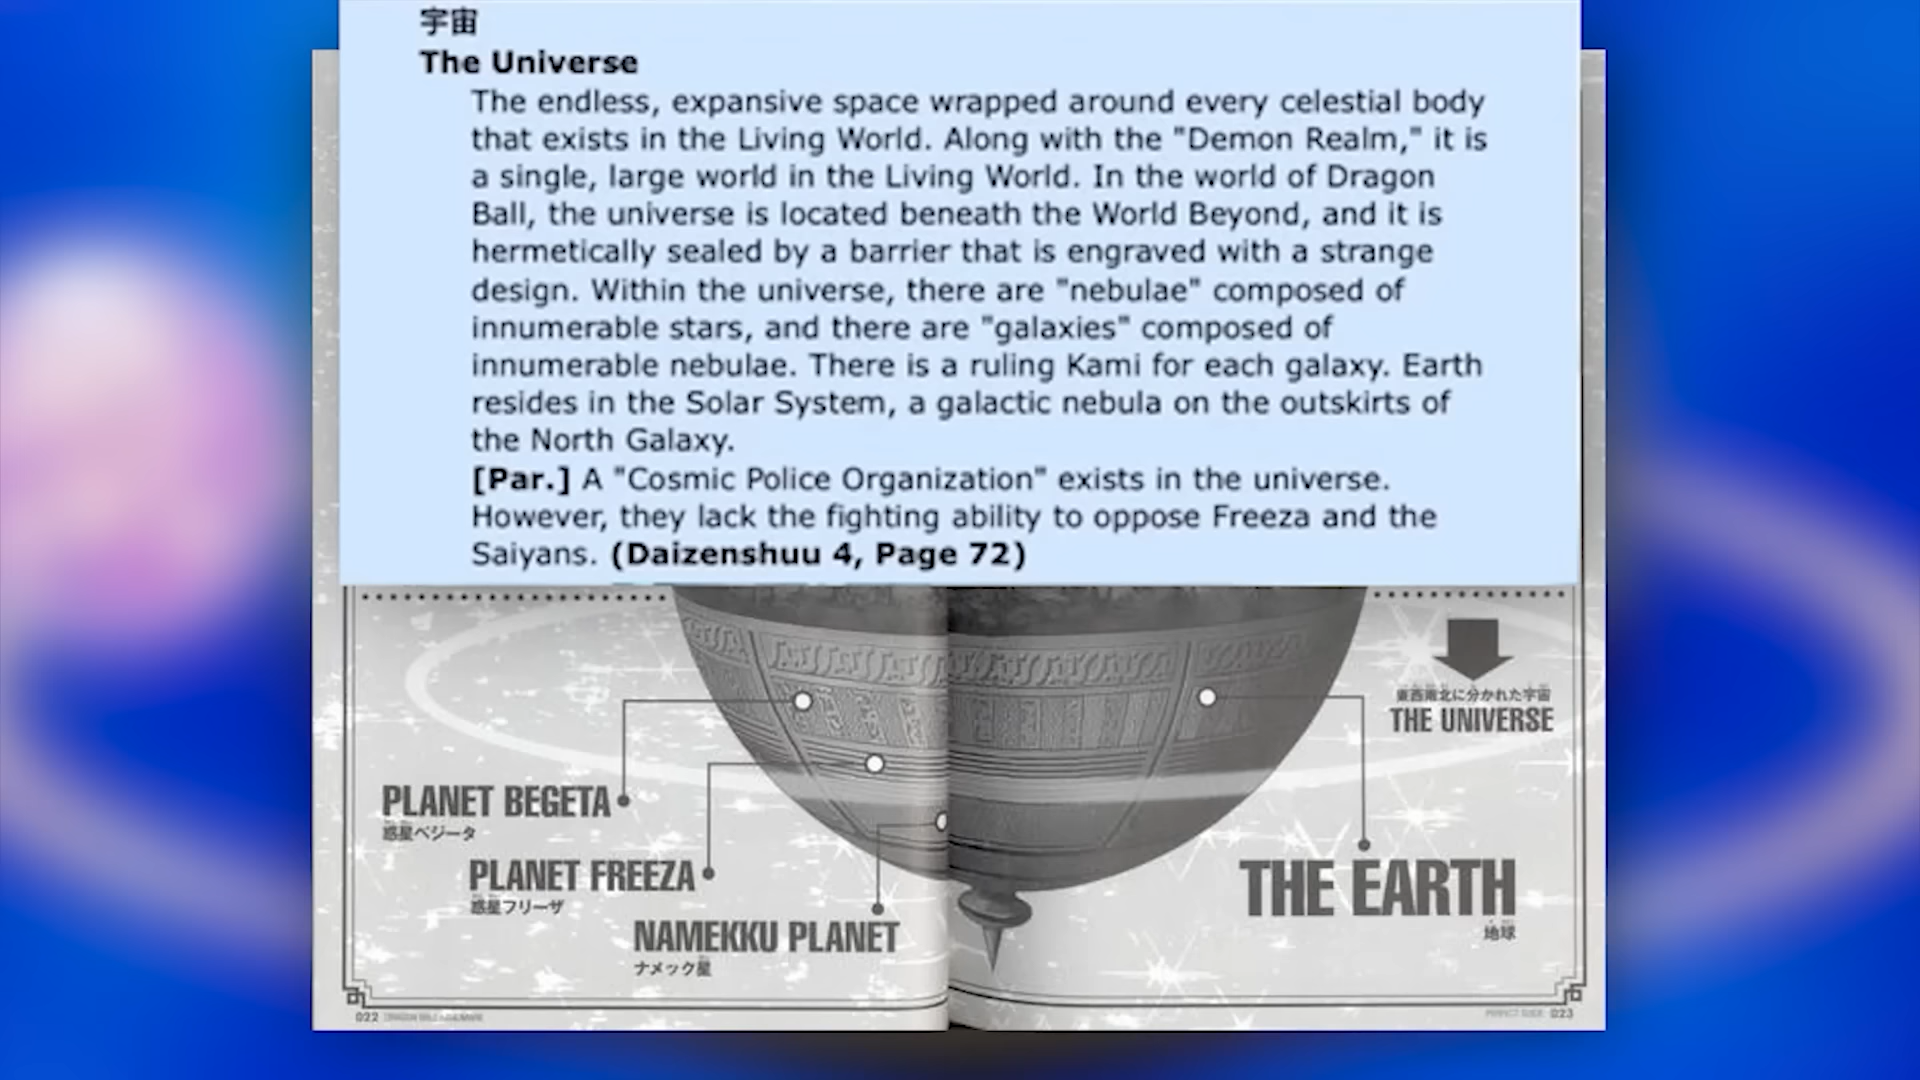 宇宙
The Universe
The endless, expansive space wrapped around every celestial body
that exists in the Living World. Along with the "Demon Realm," it is
a single, large world in the Living World. In the world of Dragon
Ball, the universe is located beneath the World Beyond, and it is
hermetically sealed by a barrier that is engraved with a strange
design. Within the universe, there are "nebulae" composed of
innumerable stars, and there are "galaxies" composed of
innumerable nebulae. There is a ruling Kami for each galaxy. Earth
resides in the Solar System, a galactic nebula on the outskirts of
the North Galaxy.
[Par.] A "Cosmic Police Organization" exists in the universe.
However, they lack the fighting ability to oppose Freeza and the
Saiyans. (Daizenshuu 4, Page 72)
東西南北に分かれた宇宙
THE UNIVERSE
PLANET BEGETA
惑星ベジータ
PLANET FREEZA
惑星フリーザ
NAMEKKU PLANET
ナメック星
THE EARTH
地球
022
PERFECT GUIDE 023